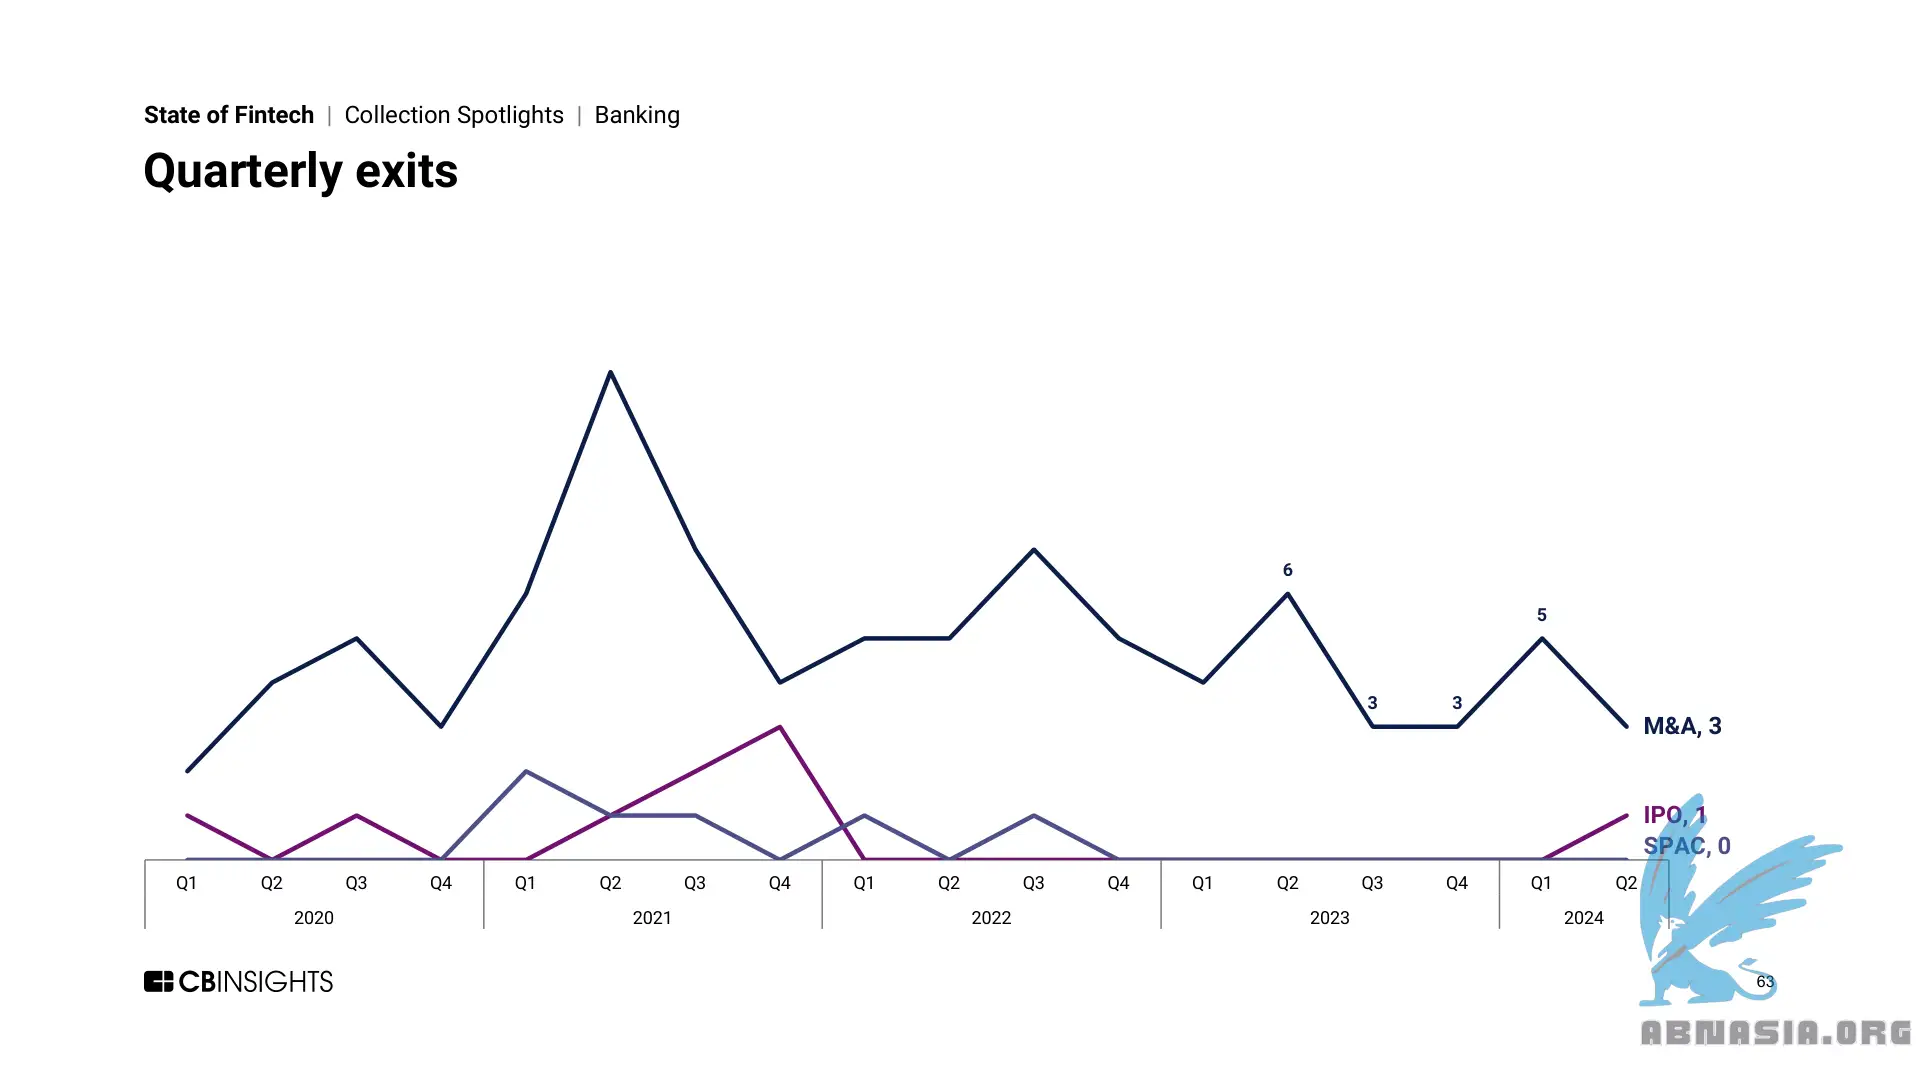 State of Fintech | Collection Spotlights | Banking
Quarterly exits
6
5
3
3
M&A, 3
IPO, 1
SPAC, 0
Q1 Q2 Q3 Q4 Q1 Q2 Q3 Q4 Q1 Q2 Q3 Q4 Q1 Q2 Q3 Q4 Q1 Q2
2020 2021 2022 2023 2024
CBINSIGHTS
63
ABNASIA.ORG